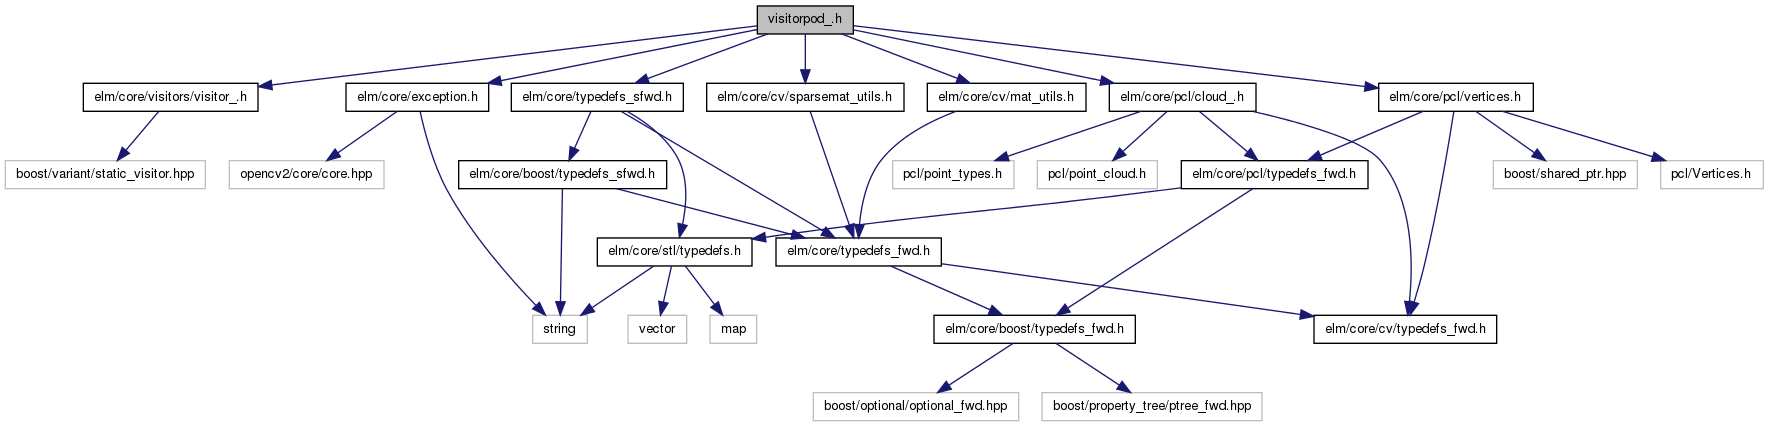 visitorpod_.h
elm/core/visitors/visitor_.h
elm/core/exception.h
elm/core/typedefs_sfwd.h
elm/core/cv/sparsemat_utils.h
elm/core/cv/mat_utils.h
elm/core/pcl/cloud_.h
elm/core/pcl/vertices.h
boost/variant/static_visitor.hpp
opencv2/core/core.hpp
elm/core/boost/typedefs_sfwd.h
pcl/point_types.h
pcl/point_cloud.h
elm/core/pcl/typedefs_fwd.h
boost/shared_ptr.hpp
pcl/Vertices.h
elm/core/stl/typedefs.h
elm/core/typedefs_fwd.h
string
vector
map
elm/core/boost/typedefs_fwd.h
elm/core/cv/typedefs_fwd.h
boost/optional/optional_fwd.hpp
boost/property_tree/ptree_fwd.hpp